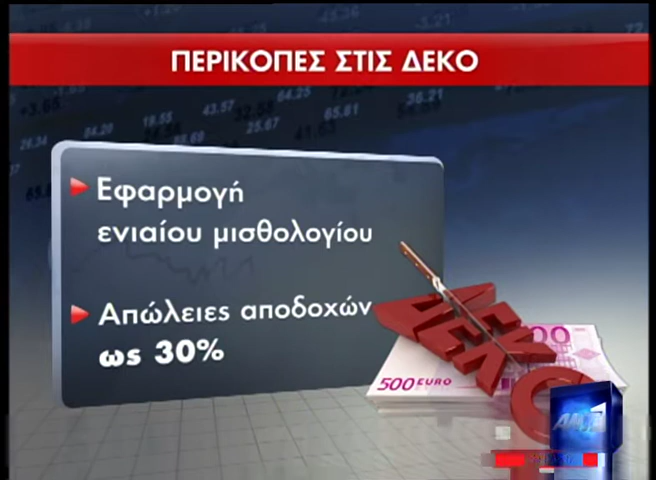 ΠΕΡΙΚΟΠΕΣ ΣΤΙΣ ΔΕΚΟ
Εφαρμογή
ενιαίου μισθολογίου
Απώλειες αποδοχών
ως 30%
ΔΕΚΟ
500 EURO